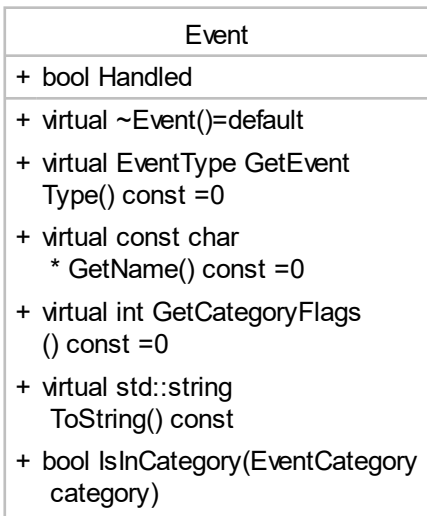 Event
+ bool Handled
+ virtual ~Event()=default
+ virtual EventType GetEvent
Type() const =0
+ virtual const char
* GetName() const =0
+ virtual int GetCategoryFlags
() const =0
+ virtual std::string
ToString() const
+ bool IsInCategory(EventCategory
category)